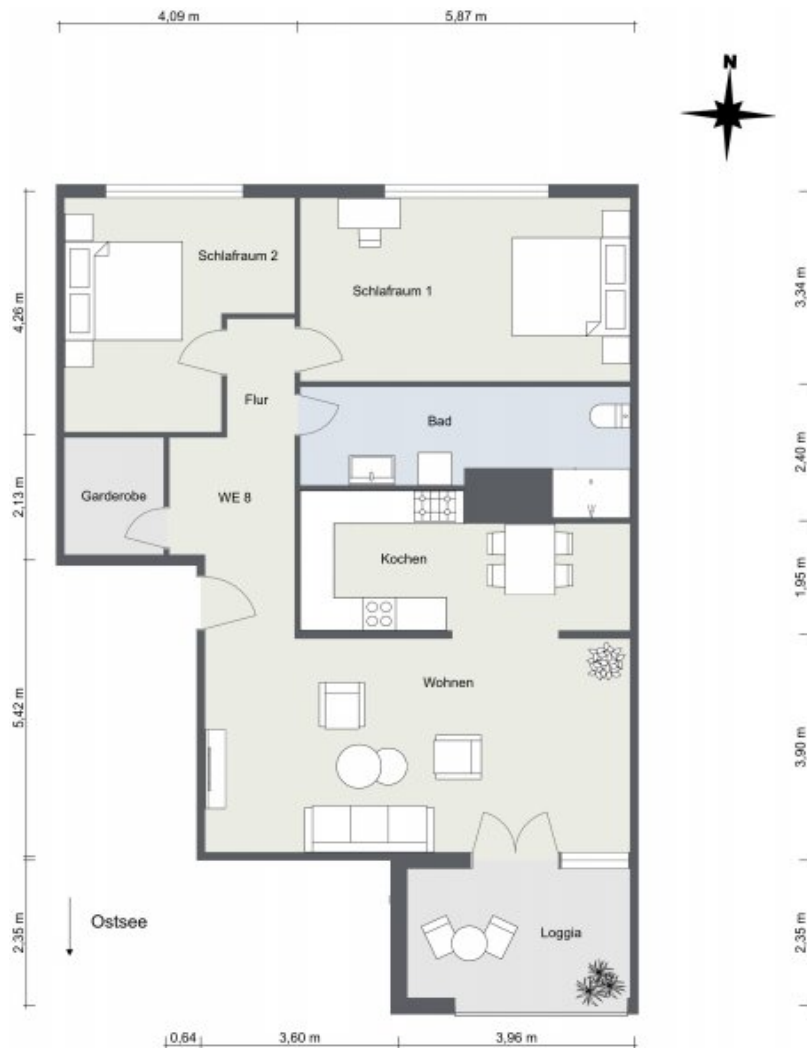 4,09 m
5,87 m
N
Schlafraum 2
Schlafraum 1
4,26 m
3,34 m
Flur
Bad
2,40 m
Garderobe
WE 8
2,13 m
Kochen
1,95 m
Wohnen
5,42 m
3,90 m
Ostsee
Loggia
2,35 m
2,35 m
0,64
3,60 m
3,96 m